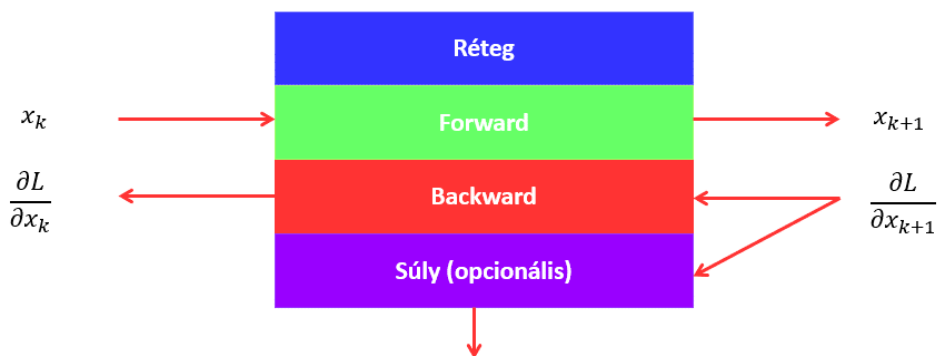 Réteg
x_k Forward x_{k+1}
∂L/∂x_k Backward ∂L/∂x_{k+1}
Súly (opcionális)